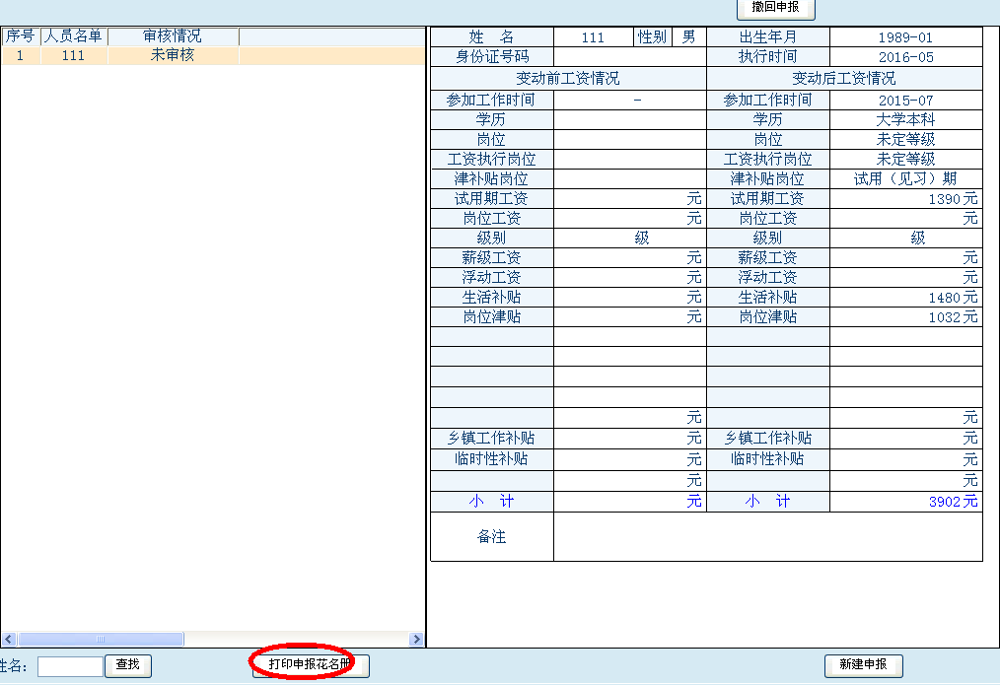 撤回申报
序号 人员名单 审核情况
1 111 未审核
姓 名 111 性别 男 出生年月 1989-01
身份证号码 执行时间 2016-05
变动前工资情况 变动后工资情况
参加工作时间 - 参加工作时间 2015-07
学历 学历 大学本科
岗位 岗位 未定等级
工资执行岗位 工资执行岗位 未定等级
津补贴岗位 津补贴岗位 试用（见习）期
试用期工资 元 试用期工资 1390元
岗位工资 元 岗位工资 元
级别 级 级别 级
薪级工资 元 薪级工资 元
浮动工资 元 浮动工资 元
生活补贴 元 生活补贴 1480元
岗位津贴 元 岗位津贴 1032元
元 元
乡镇工作补贴 元 乡镇工作补贴 元
临时性补贴 元 临时性补贴 元
元 元
小 计 元 小 计 3902元
备注
姓名： 查找 打印申报花名册 新建申报